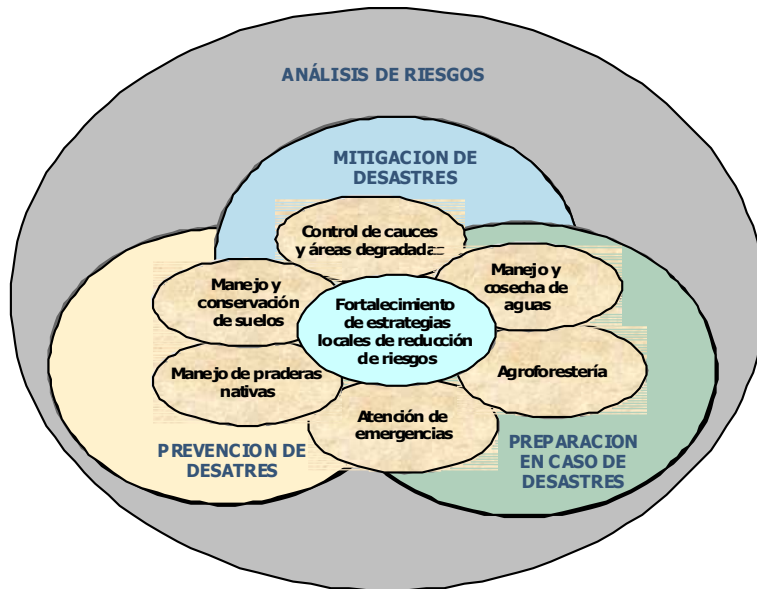 ANÁLISIS DE RIESGOS
MITIGACION DE
DESASTRES
Control de cauces
y áreas degradadas
Manejo y
conservación
de suelos
Manejo y
cosecha de
aguas
Fortalecimiento
de estrategias
locales de reducción
de riesgos
Manejo de praderas
nativas
Agroforestería
Atención de
emergencias
PREVENCION DE
DESATRES
PREPARACION
EN CASO DE
DESASTRES